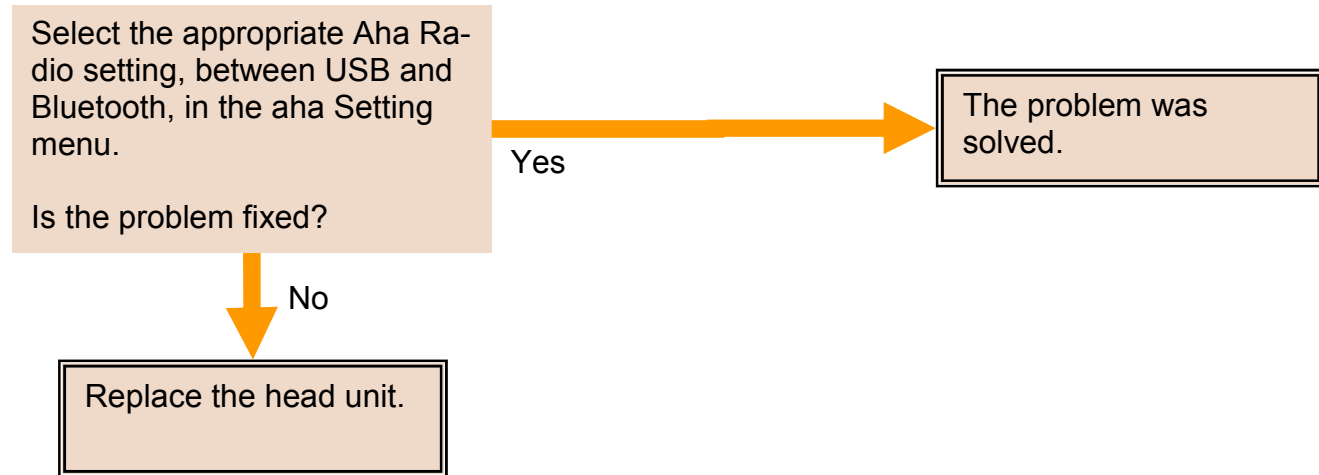 Select the appropriate Aha Ra-
dio setting, between USB and
Bluetooth, in the aha Setting
menu.
Is the problem fixed?
Yes
The problem was
solved.
No
Replace the head unit.